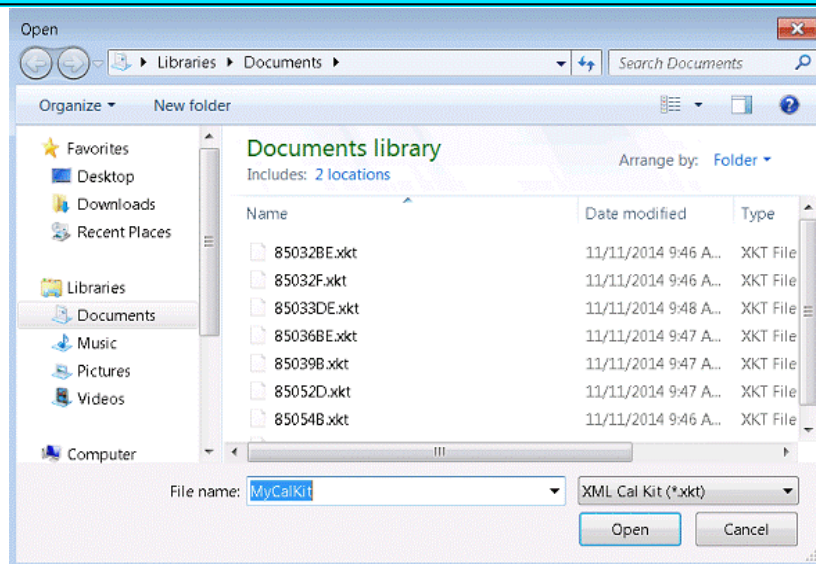 Open
Libraries Documents
Search Documents
Organize New folder
Favorites
Desktop
Downloads
Recent Places
Libraries
Documents
Music
Pictures
Videos
Computer
Documents library
Includes: 2 locations
Arrange by: Folder
Name Date modified Type
85032BE.xkt 11/11/2014 9:46 A... XKT File
85032F.xkt 11/11/2014 9:46 A... XKT File
85033DE.xkt 11/11/2014 9:48 A... XKT File
85036BE.xkt 11/11/2014 9:47 A... XKT File
85039B.xkt 11/11/2014 9:47 A... XKT File
85052D.xkt 11/11/2014 9:47 A... XKT File
85054B.xkt 11/11/2014 9:46 A... XKT File
File name: MyCalKit XML Cal Kit (*.xkt)
Open Cancel